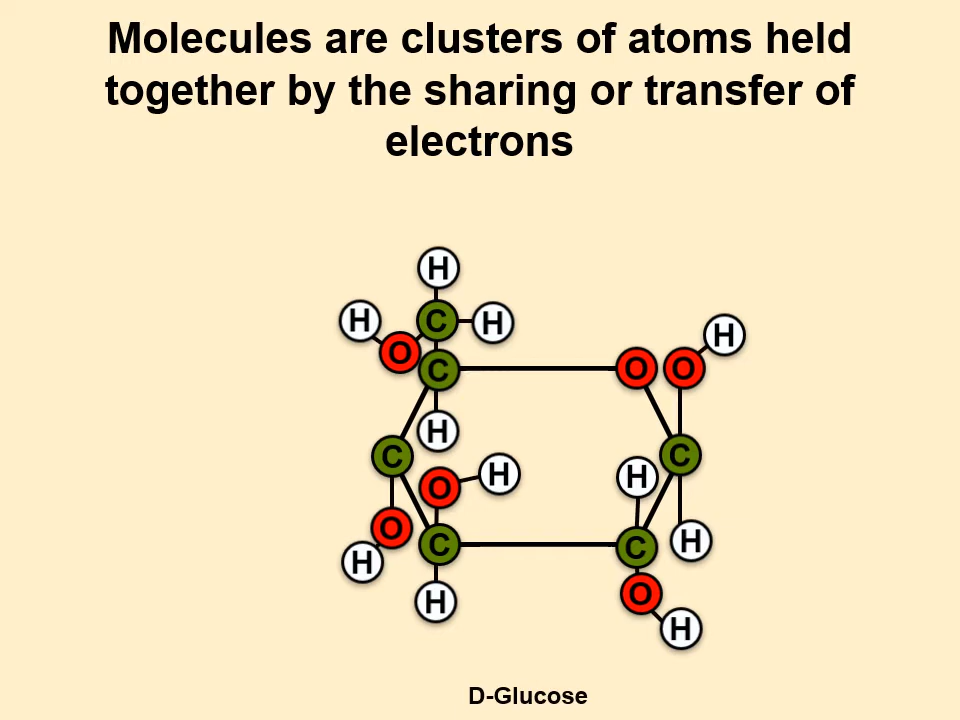 Molecules are clusters of atoms held
together by the sharing or transfer of
electrons
H
H
C
H
O
C
O
O
H
H
C
C
O
H
H
O
C
C
H
H
O
H
H
D-Glucose